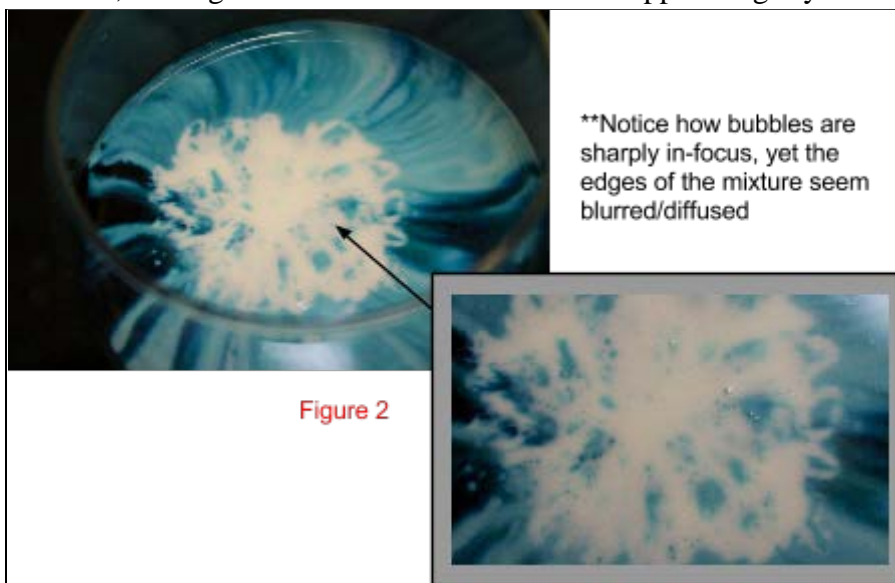 **Notice how bubbles are
sharply in-focus, yet the
edges of the mixture seem
blurred/diffused
Figure 2